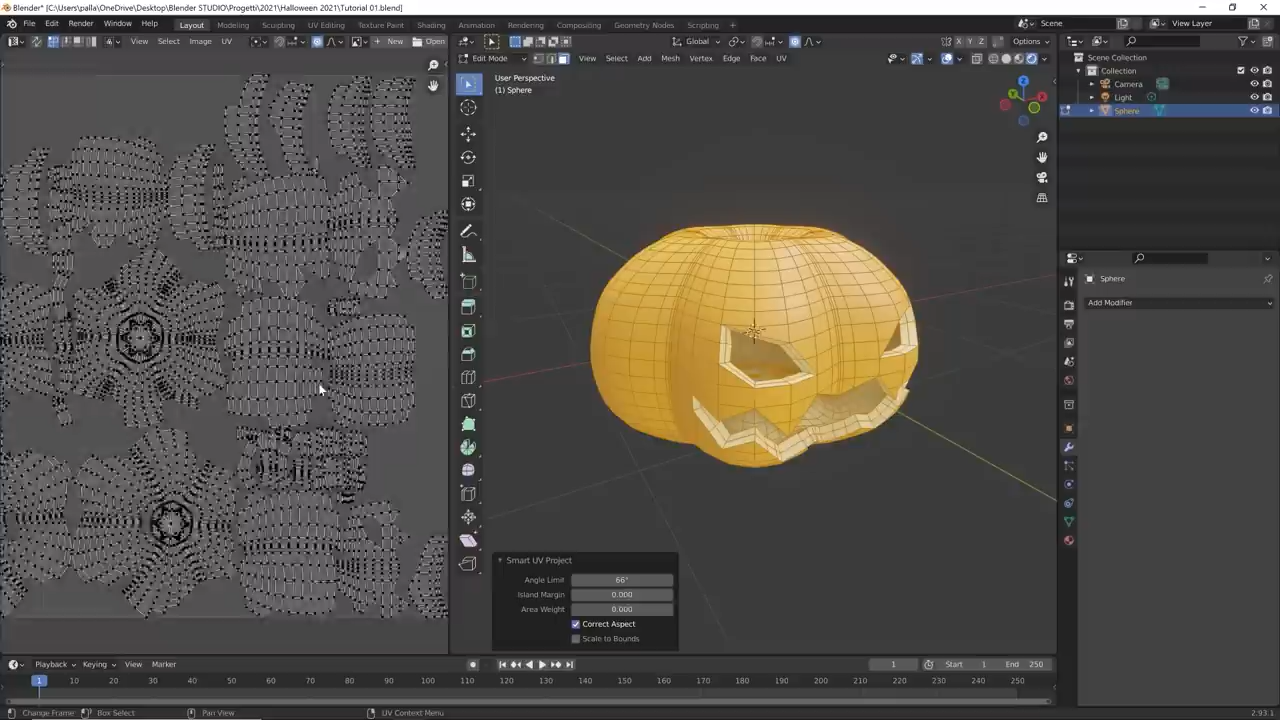 Blender* [C:\Users\palla\OneDrive\Desktop\Blender STUDIO\Progetti\2021\Halloween 2021\Tutorial 01.blend]
File Edit Render Window Help Layout Modeling Sculpting UV Editing Texture Paint Shading Animation Rendering Compositing Geometry Nodes Scripting Scene View Layer
View Select Image UV New Open Global X Y Z Options
Edit Mode View Select Add Mesh Vertex Edge Face UV
User Perspective
(1) Sphere
Scene Collection
Collection
Camera
Light
Sphere
Sphere
Add Modifier
Smart UV Project
Angle Limit 66°
Island Margin 0.000
Area Weight 0.000
Correct Aspect
Scale to Bounds
Playback Keying View Marker 1 Start 1 End 250
1 10 20 30 40 50 60 70 80 90 100 110 120 130 140 150 160 170 180 190 200 210 220 230 240 250
Change Frame Box Select Pan View UV Context Menu 2.93.1